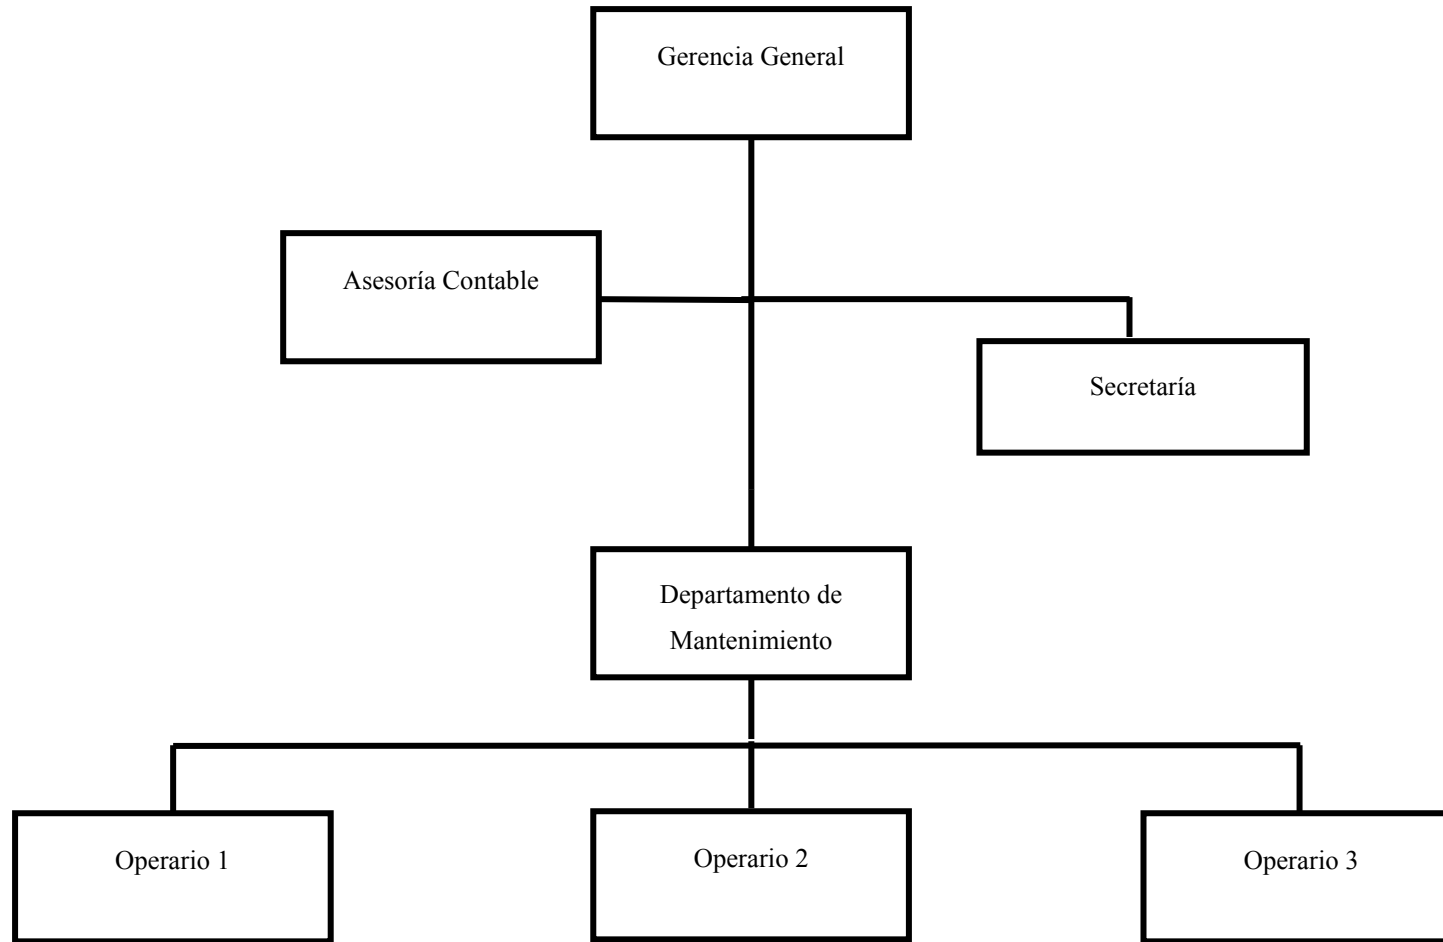 Gerencia General
Asesoría Contable
Secretaría
Departamento de
Mantenimiento
Operario 1
Operario 2
Operario 3